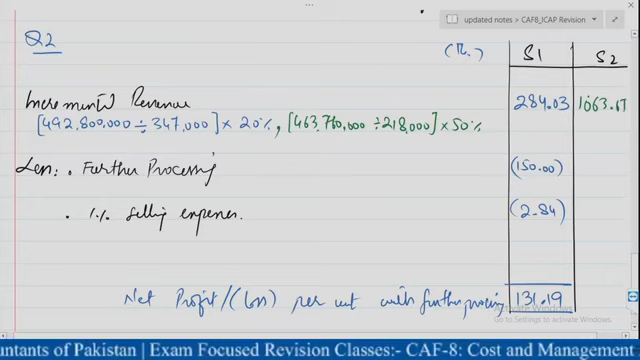 updated notes > CAF8_ICAP Revision
Q2
(Rs.) S1 S2
Incremental Revenue 284.03 1063.67
[492,800,000 ÷ 347,000] × 20%, [463,760,000 ÷ 218,000] × 50%
Less: • Further Processing (150.00)
• 1% Selling expenses. (2.84)
Net Profit/(loss) per unit with further processing 131.19
Activate Windows
Go to Settings to activate Windows.
untants of Pakistan | Exam Focused Revision Classes:- CAF-8: Cost and Management